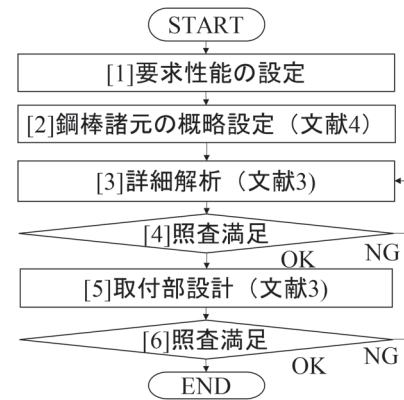 START
[1]要求性能の設定
[2]鋼棒諸元の概略設定（文献4）
[3]詳細解析（文献3)
[4]照査満足
OK
NG
[5]取付部設計（文献3)
[6]照査満足
OK
NG
END